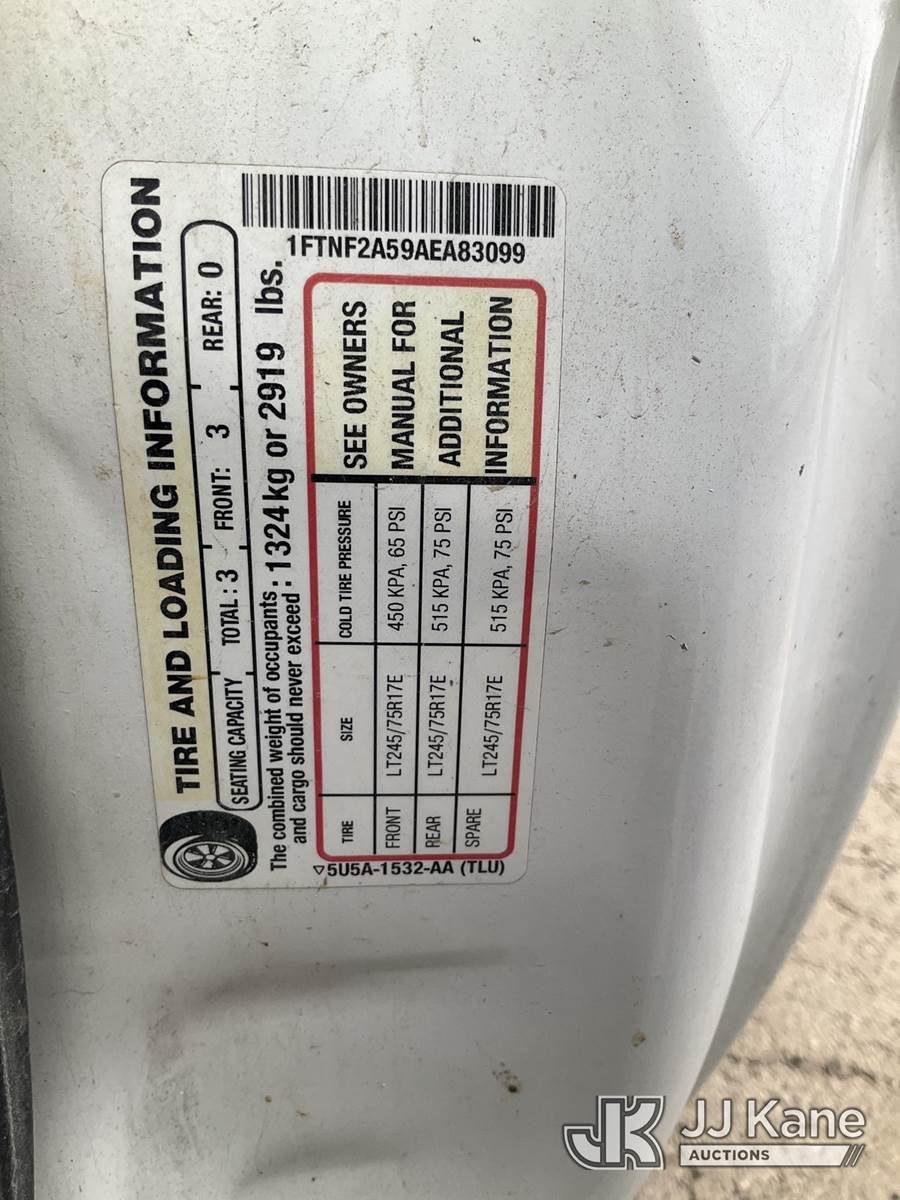 TIRE AND LOADING INFORMATION
SEATING CAPACITY TOTAL : 3 FRONT: 3 REAR: 0
The combined weight of occupants
and cargo should never exceed : 1324 kg or 2919 lbs.
TIRE SIZE COLD TIRE PRESSURE
FRONT LT245/75R17E 450 KPA, 65 PSI
REAR LT245/75R17E 515 KPA, 75 PSI
SPARE LT245/75R17E 515 KPA, 75 PSI
SEE OWNERS
MANUAL FOR
ADDITIONAL
INFORMATION
▽5U5A-1532-AA (TLU)
1FTNF2A59AEA83099
JK JJ Kane
AUCTIONS